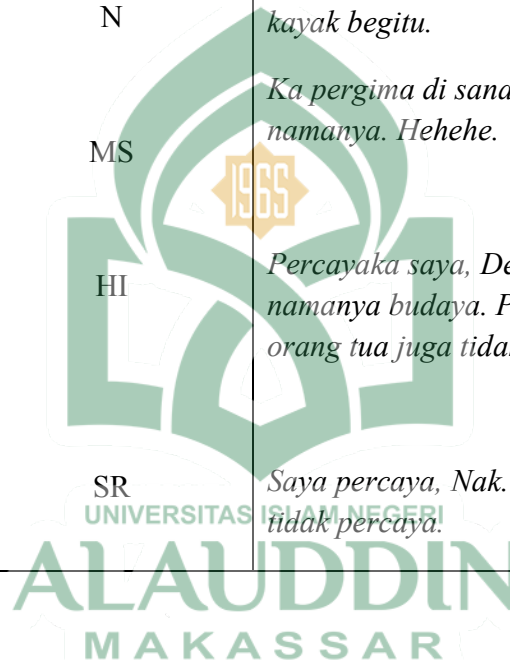 N
kayak begitu.
Ka pergima di sana
namanya. Hehehe.
MS
1965
Percayaka saya, De
HI
namanya budaya. P
orang tua juga tida
SR
Saya percaya, Nak.
tidak percaya.
UNIVERSITAS ISLAM NEGERI
ALAUDDIN
MAKASSAR